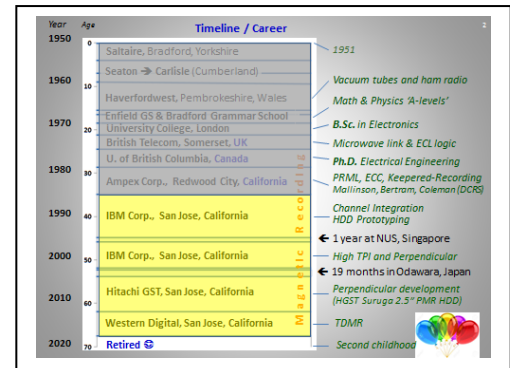 Year Age Timeline / Career 2
1950 0 1951
Saltaire, Bradford, Yorkshire
Seaton ➔ Carlisle (Cumberland)
1960 10 Vacuum tubes and ham radio
Haverfordwest, Pembrokeshire, Wales
Math & Physics ‘A-levels’
Enfield GS & Bradford Grammar School
1970 20 University College, London B.Sc. in Electronics
British Telecom, Somerset, UK Microwave link & ECL logic
U. of British Columbia, Canada Ph.D. Electrical Engineering
1980 30 Ampex Corp., Redwood City, California PRML, ECC, Keepered-Recording
Mallinson, Bertram, Coleman (DCRS)
1990 40 IBM Corp., San Jose, California Channel Integration
HDD Prototyping
🡰 1 year at NUS, Singapore
2000 50 IBM Corp., San Jose, California High TPI and Perpendicular
🡰 19 months in Odawara, Japan
2010 60 Hitachi GST, San Jose, California Perpendicular development
(HGST Suruga 2.5” PMR HDD)
Western Digital, San Jose, California TDMR
2020 70 Retired 😊 Second childhood
Magnetic Recording